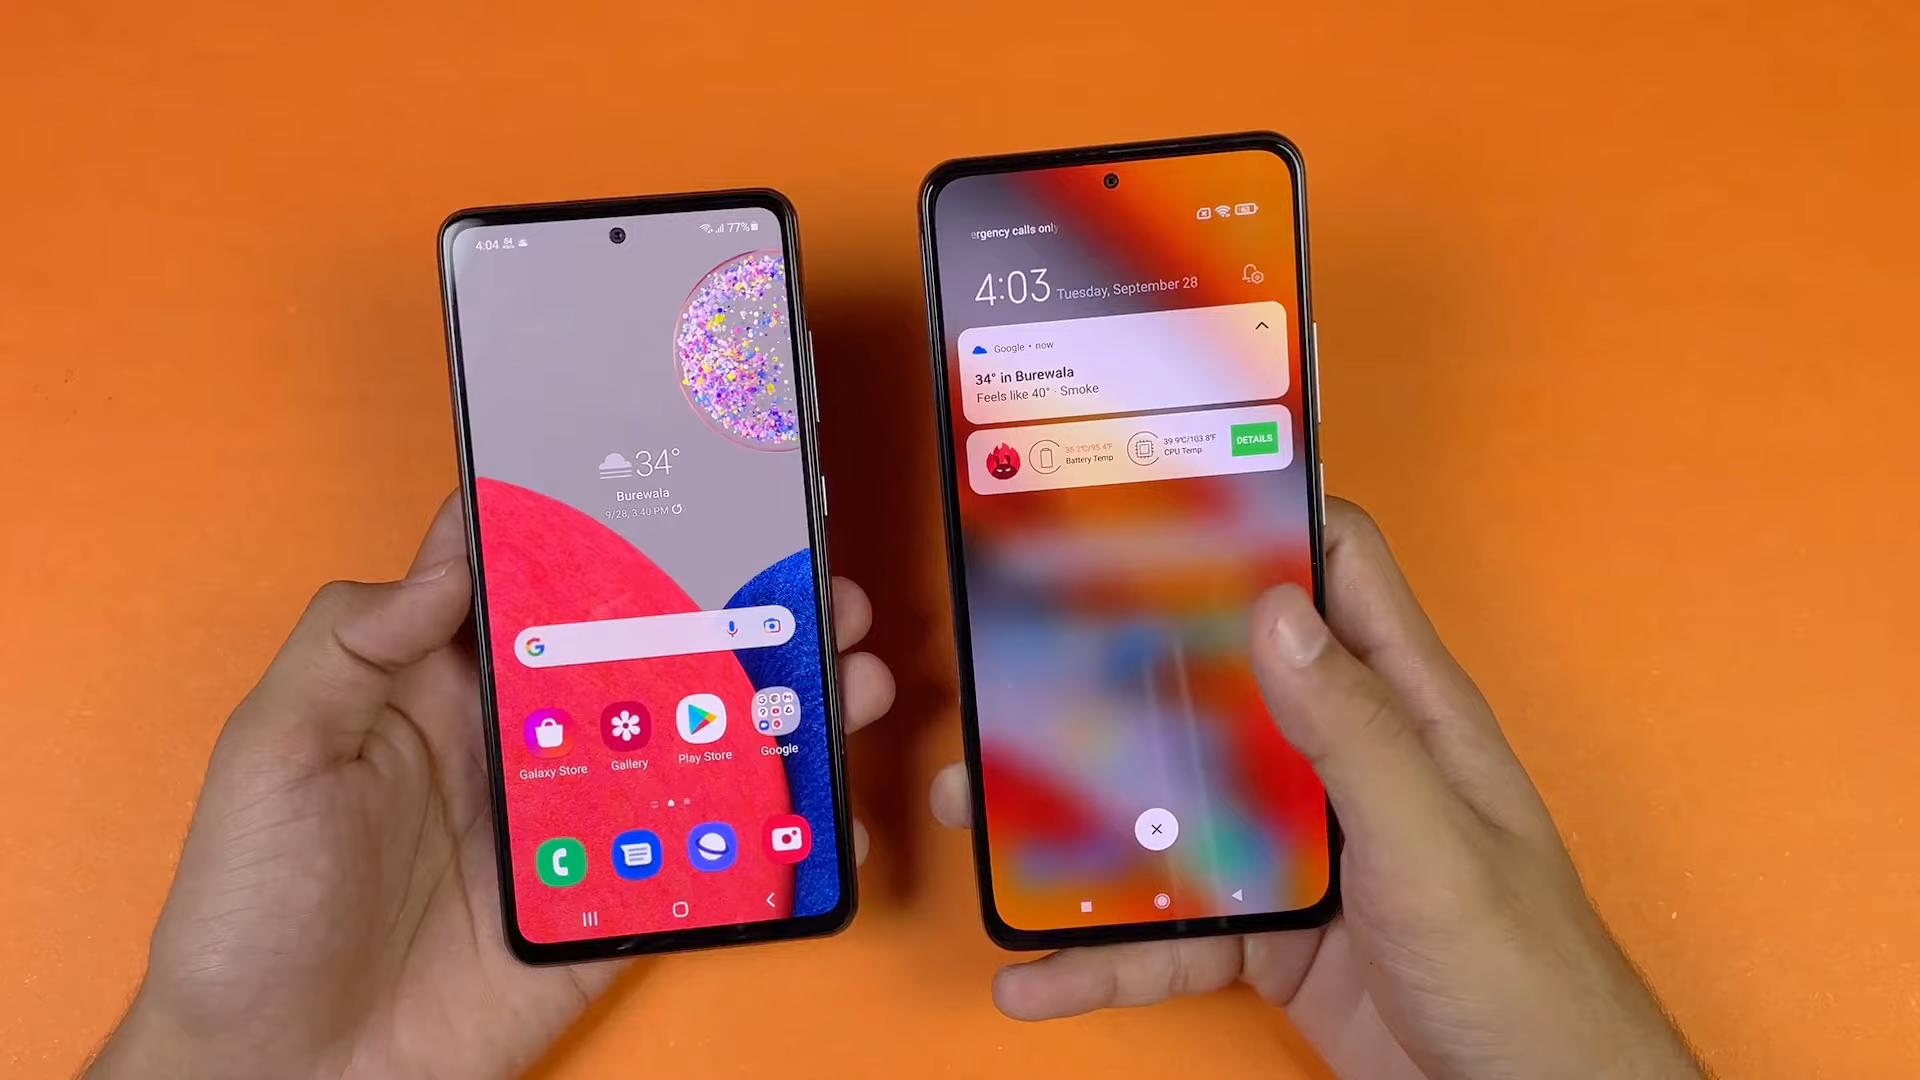 4:04
77%
34°
Burewala
9/28, 3:40 PM
Galaxy Store
Gallery
Play Store
Google
ergency calls only
4:03 Tuesday, September 28
Google • now
34° in Burewala
Feels like 40° · Smoke
Battery Temp
39.9℃/103.8℉
CPU Temp
DETAILS